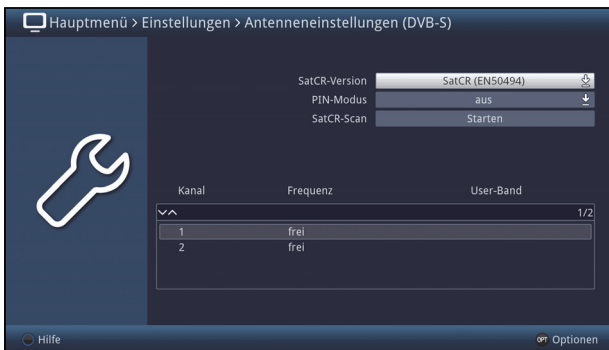 Hauptmenü > Einstellungen > Antenneneinstellungen (DVB-S)
SatCR-Version SatCR (EN50494)
PIN-Modus aus
SatCR-Scan Starten
Kanal Frequenz User-Band
1/2
1 frei
2 frei
Hilfe OPT Optionen